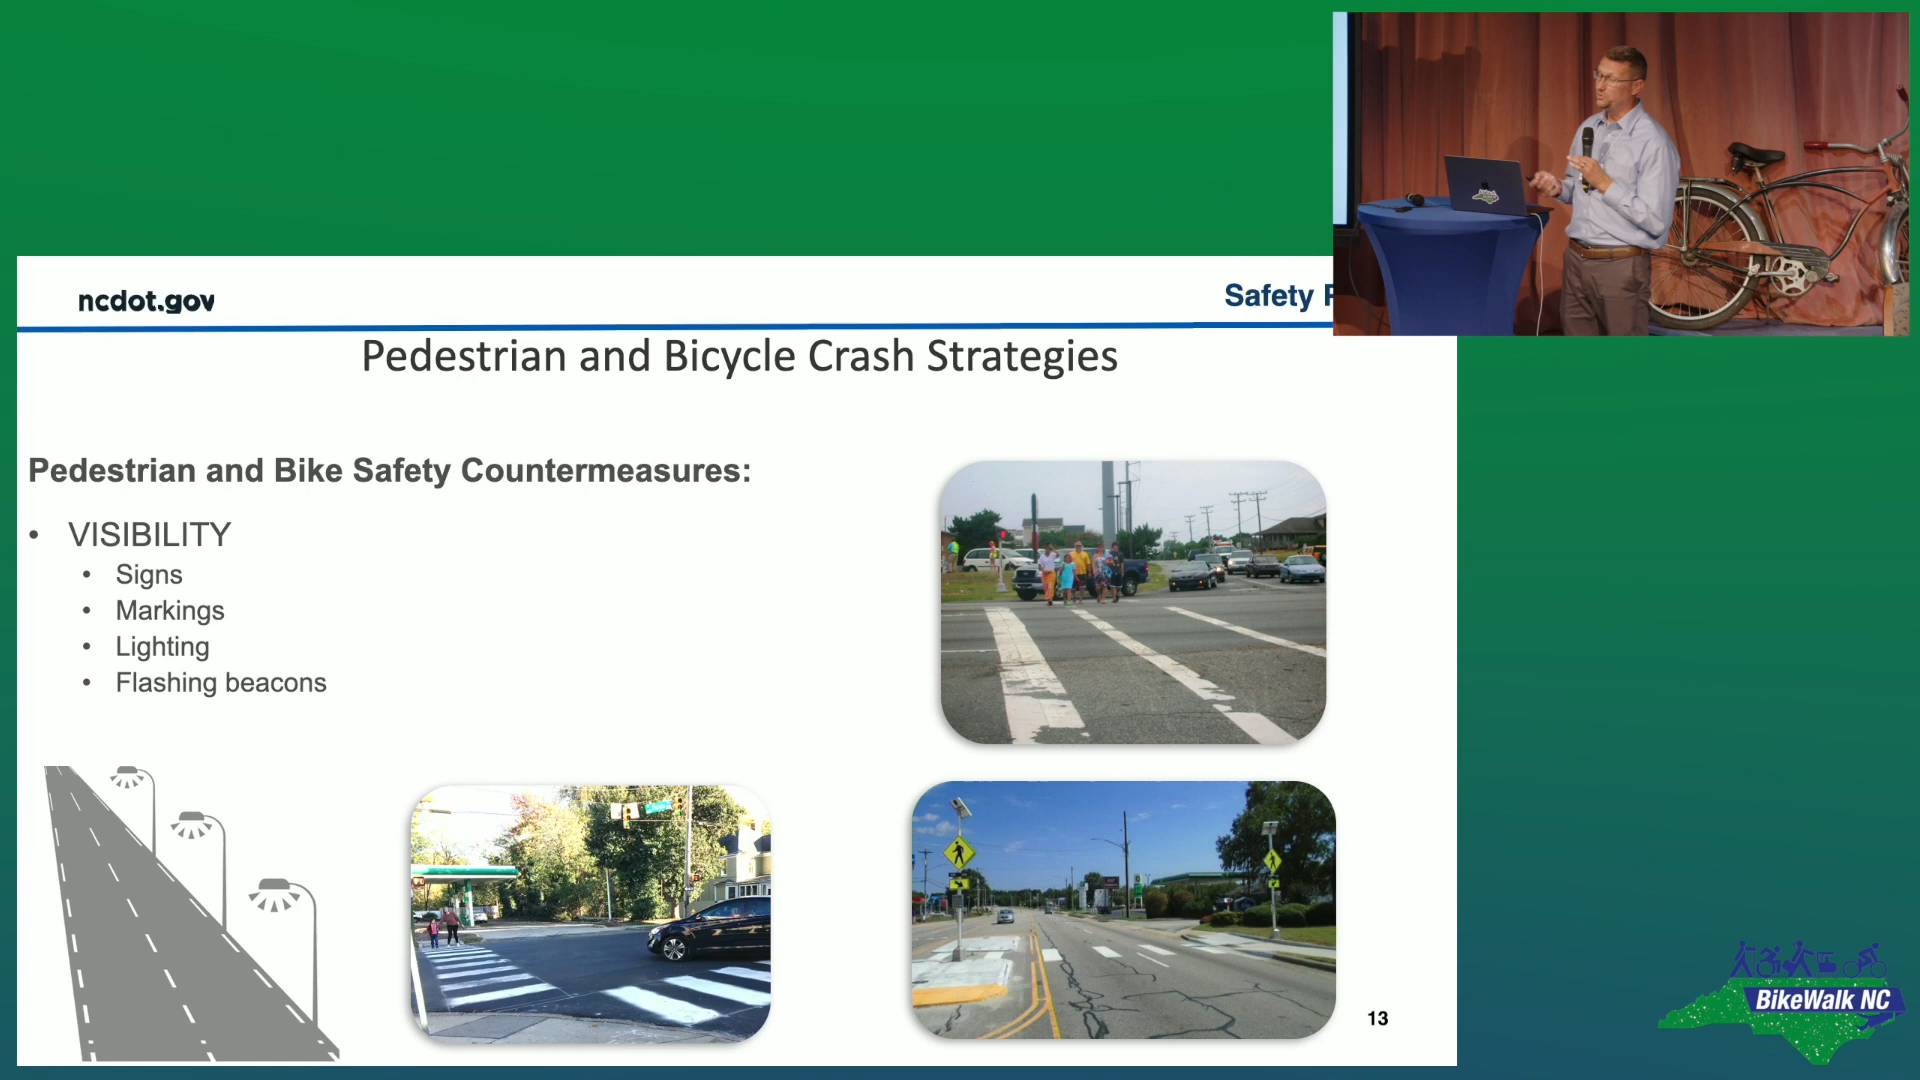 ncdot.gov
Safety
Pedestrian and Bicycle Crash Strategies
Pedestrian and Bike Safety Countermeasures:
• VISIBILITY
• Signs
• Markings
• Lighting
• Flashing beacons
13
BikeWalk NC